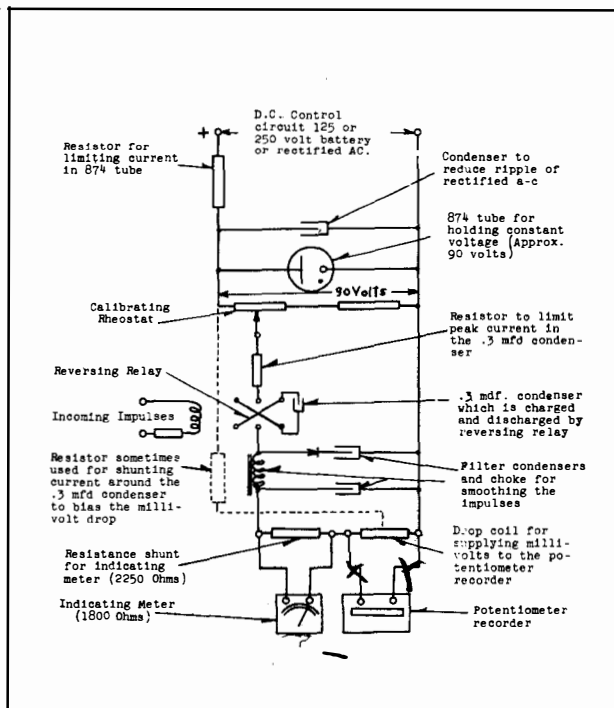 D.C. Control
circuit 125 or
250 volt battery
or rectified AC.
+
Resistor for
limiting current
in 874 tube
Condenser to
reduce ripple of
rectified a-c
874 tube for
holding constant
voltage (Approx.
90 volts)
90 Volts
Calibrating
Rheostat
Resistor to limit
peak current in
the .3 mfd conden-
ser
Reversing Relay
Incoming Impulses
.3 mdf. condenser
which is charged
and discharged by
reversing relay
Resistor sometimes
used for shunting
current around the
.3 mfd condenser
to bias the milli-
volt drop
Filter condensers
and choke for
smoothing the
impulses
Resistance shunt
for indicating
meter (2250 Ohms)
Drop coil for
supplying milli-
volts to the po-
tentiometer
recorder
Indicating Meter
(1800 Ohms)
Potentiometer
recorder